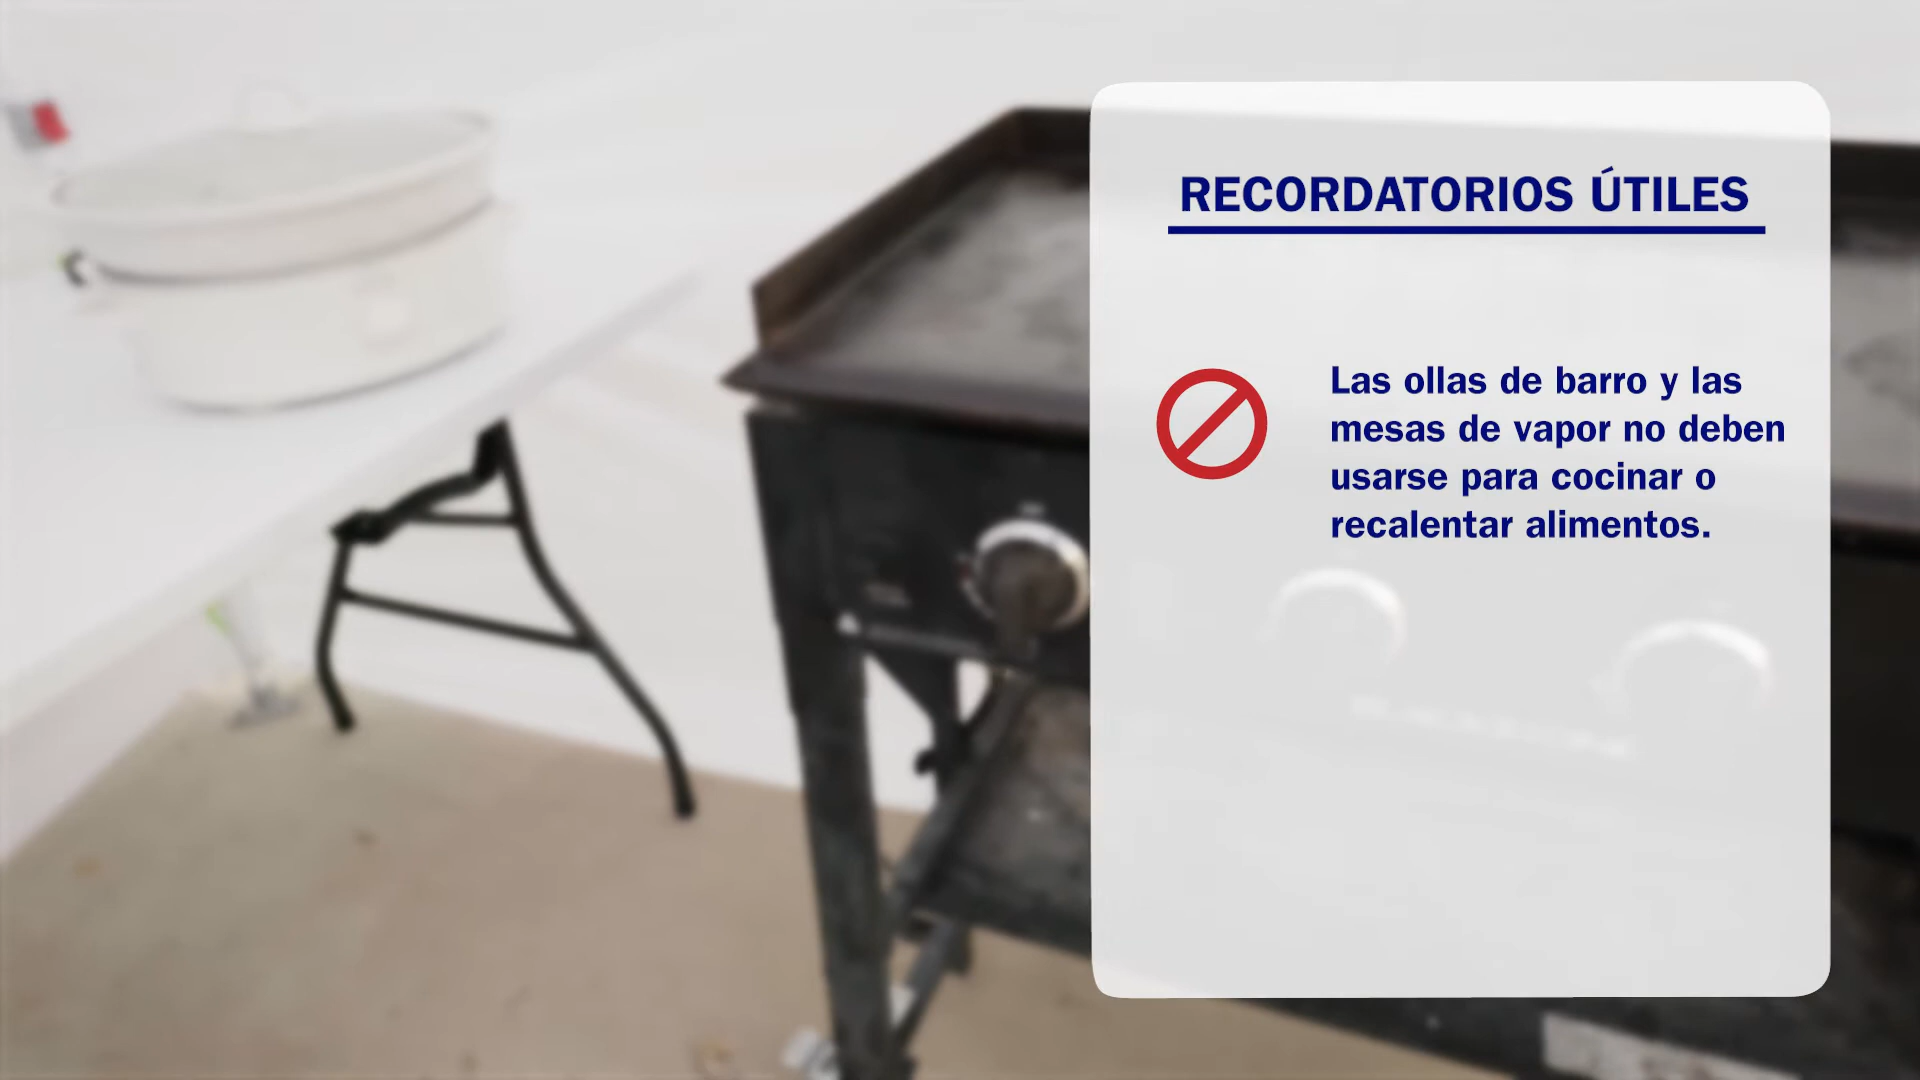 RECORDATORIOS ÚTILES
Las ollas de barro y las
mesas de vapor no deben
usarse para cocinar o
recalentar alimentos.